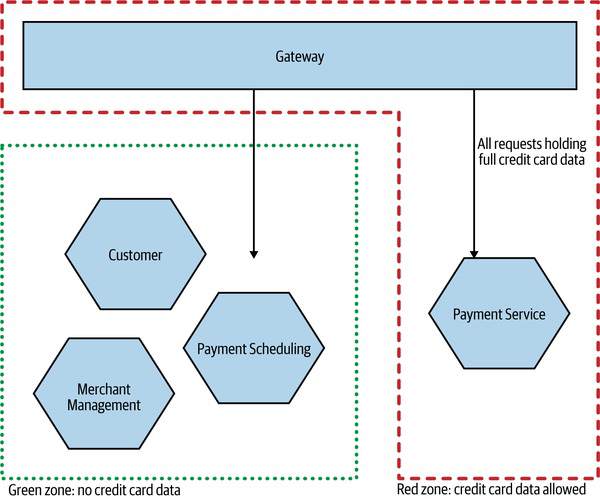 Gateway
All requests holding
full credit card data
Customer
Payment Service
Payment Scheduling
Merchant
Management
Green zone: no credit card data
Red zone: credit card data allowed